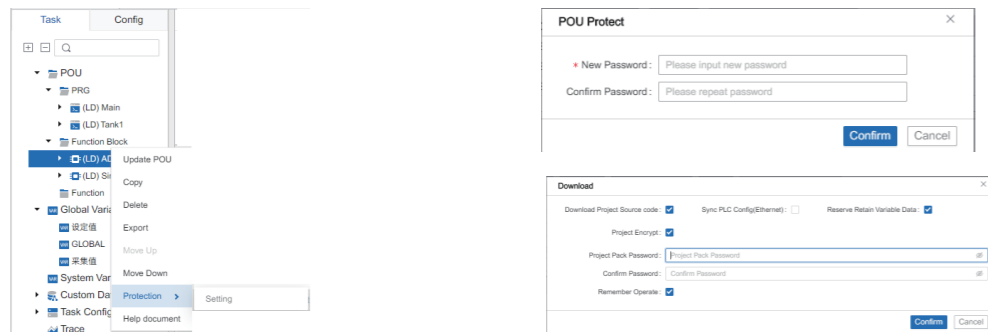 Task Config
POU
PRG
(LD) Main
(LD) Tank1
Function Block
(LD) AD
(LD) Si
Function
Global Varia
设定值
GLOBAL
采集值
System Var
Custom Da
Task Config
Trace
Update POU
Copy
Delete
Export
Move Up
Move Down
Protection > Setting
Help document
POU Protect
* New Password : Please input new password
Confirm Password : Please repeat password
Confirm Cancel
Download
Download Project Source code : Sync PLC Config(Ethernet) : Reserve Retain Variable Data :
Project Encrypt :
Project Pack Password : Project Pack Password
Confirm Password : Confirm Password
Remember Operate :
Confirm Cancel